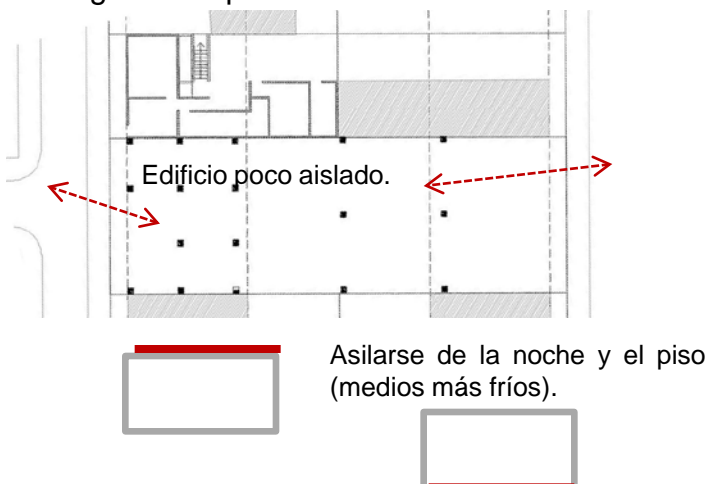 Edificio poco aislado.
Asilarse de la noche y el piso
(medios más fríos).